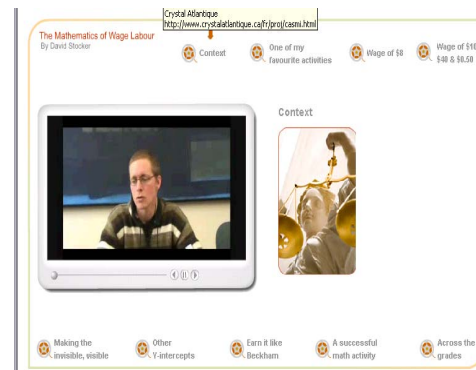 Crystal Atlantique
http://www.crystalatlantique.ca/fr/proj/casmi.html
The Mathematics of Wage Labour
By David Stocker
Context
One of my
favourite activities
Wage of $8
Wage of $16
$40 & $0.50
Context
Making the
invisible, visible
Other
Y-intercepts
Earn it like
Beckham
A successful
math activity
Across the
grades